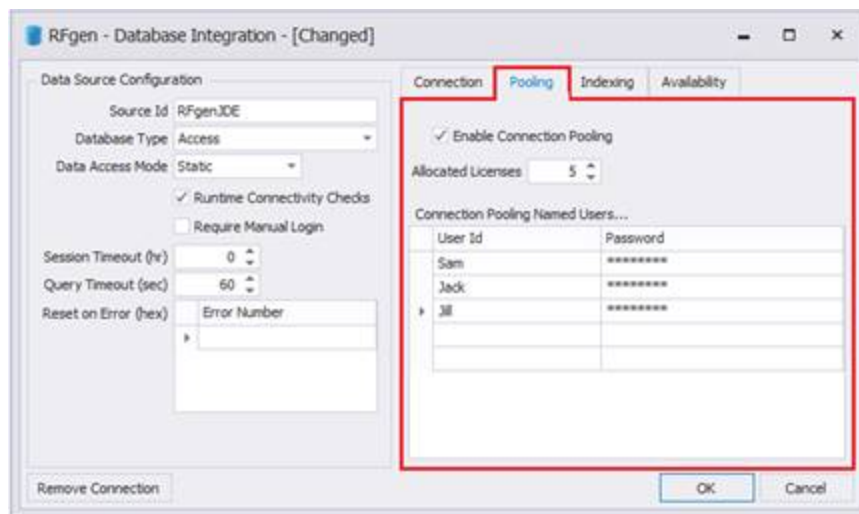 RFgen - Database Integration - [Changed]
Data Source Configuration
Source Id RFgenJDE
Database Type Access
Data Access Mode Static
Runtime Connectivity Checks
Require Manual Login
Session Timeout (hr) 0
Query Timeout (sec) 60
Reset on Error (hex) Error Number
Connection Pooling Indexing Availability
Enable Connection Pooling
Allocated Licenses 5
Connection Pooling Named Users...
User Id Password
Sam ********
Jack ********
Jill ********
Remove Connection OK Cancel